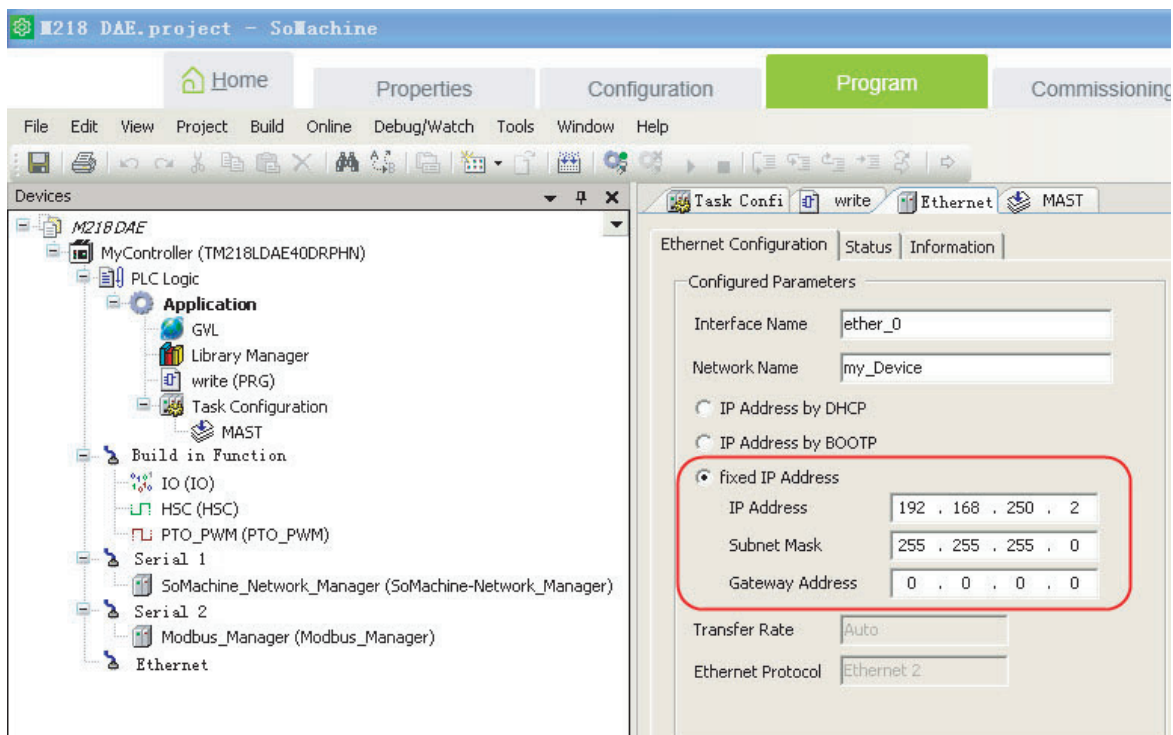 M218 DAE.project - SoMachine
Home Properties Configuration Program Commissioning
File Edit View Project Build Online Debug/Watch Tools Window Help
Devices
M218 DAE
MyController (TM218LDAE40DRPHN)
PLC Logic
Application
GVL
Library Manager
write (PRG)
Task Configuration
MAST
Build in Function
IO (IO)
HSC (HSC)
PTO_PWM (PTO_PWM)
Serial 1
SoMachine_Network_Manager (SoMachine-Network_Manager)
Serial 2
Modbus_Manager (Modbus_Manager)
Ethernet
Task Confi write Ethernet MAST
Ethernet Configuration Status Information
Configured Parameters
Interface Name ether_0
Network Name my_Device
IP Address by DHCP
IP Address by BOOTP
fixed IP Address
IP Address 192 . 168 . 250 . 2
Subnet Mask 255 . 255 . 255 . 0
Gateway Address 0 . 0 . 0 . 0
Transfer Rate Auto
Ethernet Protocol Ethernet 2